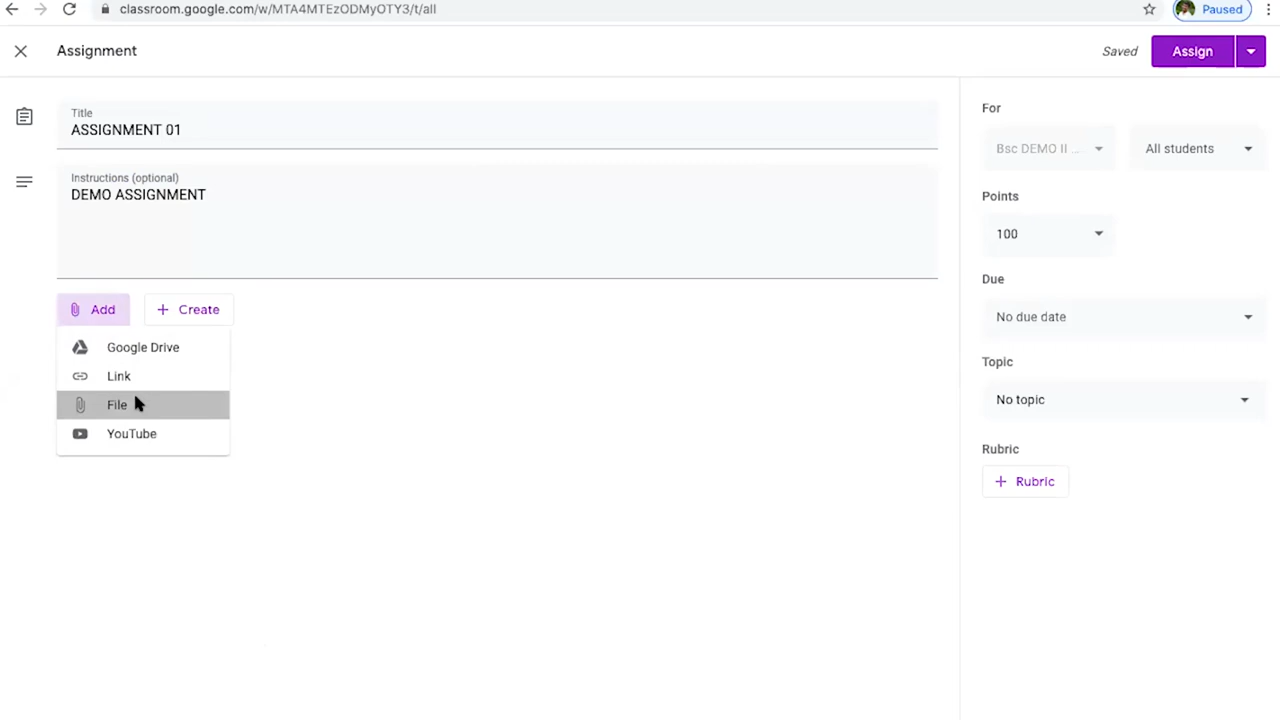 classroom.google.com/w/MTA4MTEzODMyOTY3/t/all
Paused
Assignment
Saved
Assign
Title
ASSIGNMENT 01
Instructions (optional)
DEMO ASSIGNMENT
Add
Create
Google Drive
Link
File
YouTube
For
Bsc DEMO II ...
All students
Points
100
Due
No due date
Topic
No topic
Rubric
Rubric